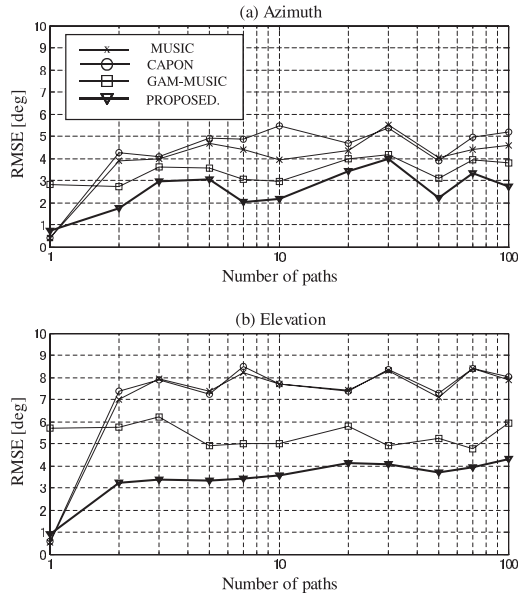 (a) Azimuth
10
9
8
7
6
5
4
3
2
1
0
RMSE [deg]
MUSIC
CAPON
GAM-MUSIC
PROPOSED.
1
10
100
Number of paths
(b) Elevation
10
9
8
7
6
5
4
3
2
1
0
RMSE [deg]
1
10
100
Number of paths